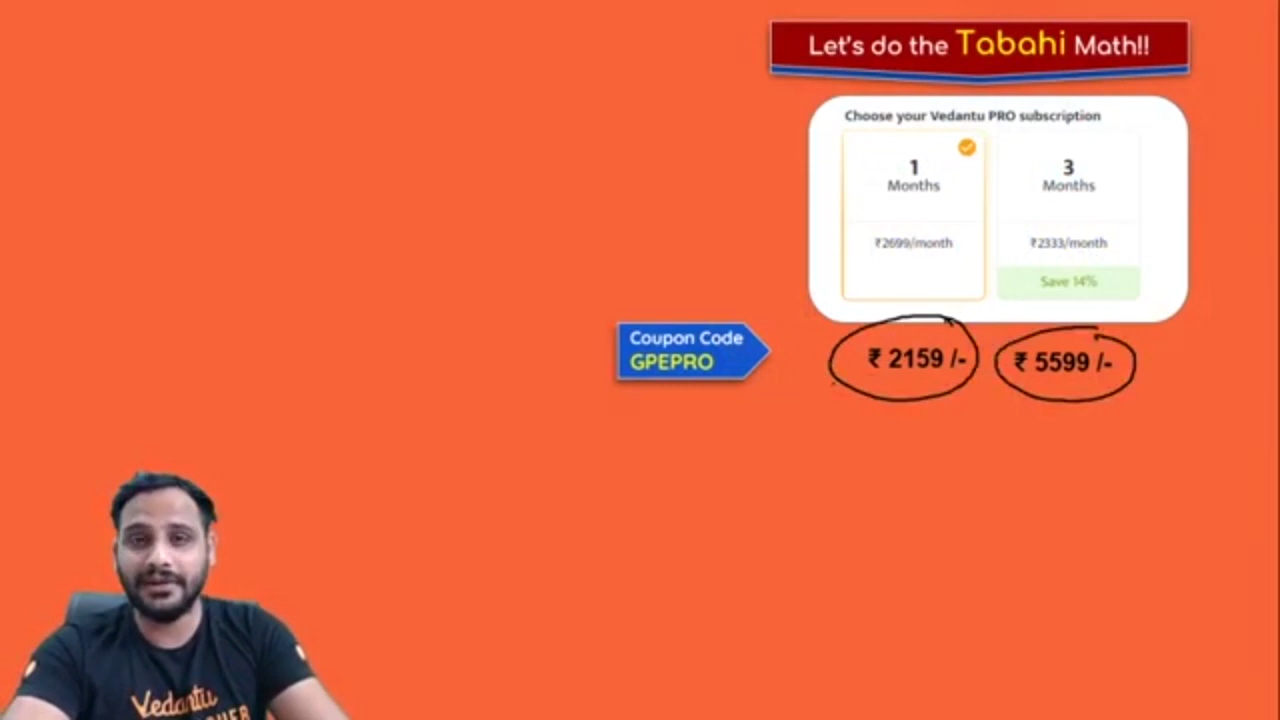 Let's do the Tabahi Math!!
Choose your Vedantu PRO subscription
1
Months
₹2699/month
3
Months
₹2333/month
Save 14%
Coupon Code
GPEPRO
₹ 2159 /-
₹ 5599 /-
Vedantu